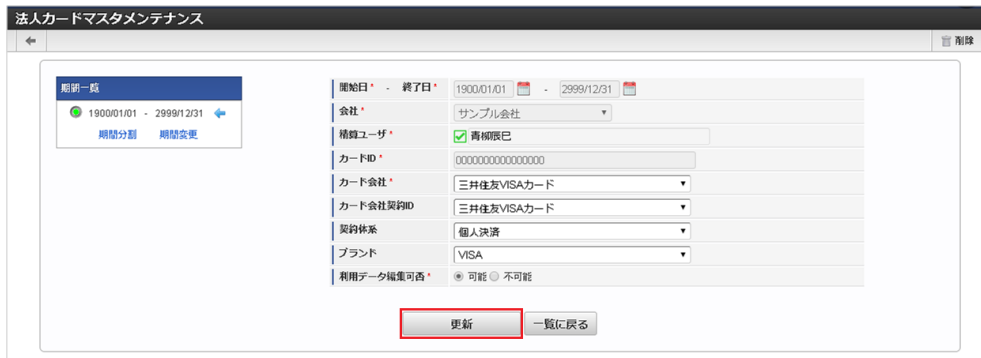 法人カードマスタメンテナンス
削除
期間一覧
1900/01/01 - 2999/12/31
期間分割 期間変更
開始日* - 終了日* 1900/01/01 - 2999/12/31
会社* サンプル会社
積算ユーザ* 青柳辰巳
カードID* 0000000000000000
カード会社* 三井住友VISAカード
カード会社契約ID 三井住友VISAカード
契約体系 個人決済
ブランド VISA
利用データ編集可否* 可能 不可能
更新 一覧に戻る